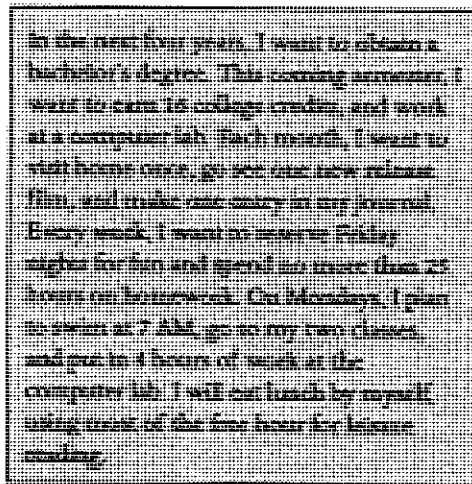 In the next four years, I want to obtain a
bachelor's degree. This coming semester, I
want to earn 16 college credits, and work
at a computer lab. Each month, I want to
visit home once, go see one new release
film, and make one entry in my journal.
Every week, I want to reserve Friday
nights for fun and spend no more than 25
hours on homework. On Mondays, I plan
to swim at 7 AM, go to my two classes,
and put in 4 hours of work at the
computer lab. I will eat lunch by myself
using most of the free hour for leisure
reading.